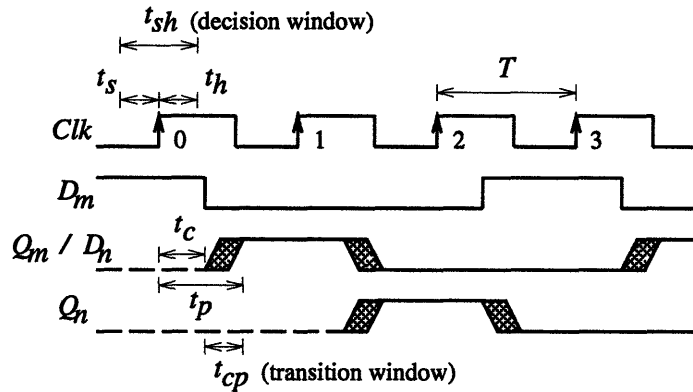 t_sh (decision window)
t_s t_h T
Clk 0 1 2 3
D_m
t_c
Q_m / D_n
t_p
Q_n
t_cp (transition window)